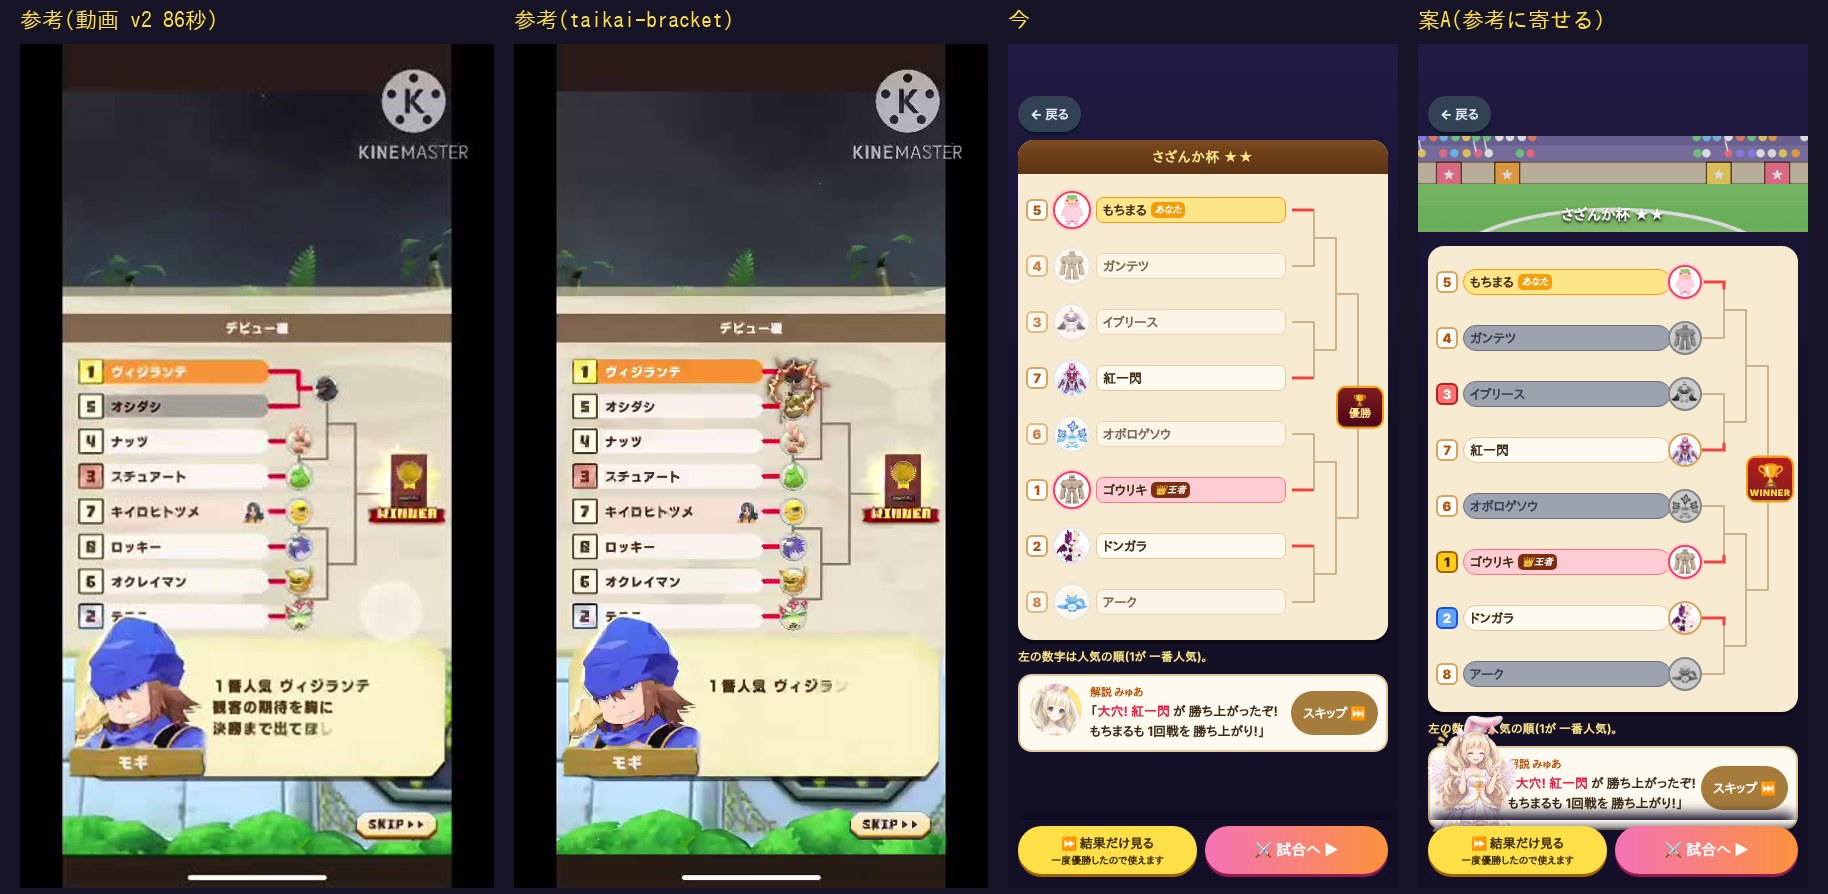 参考(動画 v2 86秒)
KINEMASTER
デビュー戦
1 ヴィジランテ
5 オシダシ
4 ナッツ
3 スチュアート
7 キイロヒトツメ
8 ロッキー
6 オクレイマン
2
WINNER
1番人気 ヴィジランテ
観客の期待を胸に
決勝まで出てほし
モギ
SKIP
参考(taikai-bracket)
KINEMASTER
デビュー戦
1 ヴィジランテ
5 オシダシ
4 ナッツ
3 スチュアート
7 キイロヒトツメ
8 ロッキー
6 オクレイマン
2
WINNER
1番人気 ヴィジラン
モギ
SKIP
今
← 戻る
さざんか杯 ★★
5 もちまる あなた
4 ガンテツ
3 イブリース
7 紅一閃
6 オボロゲソウ
1 ゴウリキ 王者
2 ドンガラ
8 アーク
優勝
左の数字は人気の順(1が 一番人気)。
解説 みゅあ
「大穴! 紅一閃 が 勝ち上がったぞ!
もちまるも 1回戦を 勝ち上がり!」
スキップ
結果だけ見る
一度優勝したので使えます
試合へ ▶
案A(参考に寄せる)
← 戻る
さざんか杯 ★★
5 もちまる あなた
4 ガンテツ
3 イブリース
7 紅一閃
6 オボロゲソウ
1 ゴウリキ 王者
2 ドンガラ
8 アーク
WINNER
左の数 人気の順(1が 一番人気)。
解説 みゅあ
大穴! 紅一閃 が 勝ち上がったぞ!
もちまるも 1回戦を 勝ち上がり!」
スキップ
結果だけ見る
一度優勝したので使えます
試合へ ▶